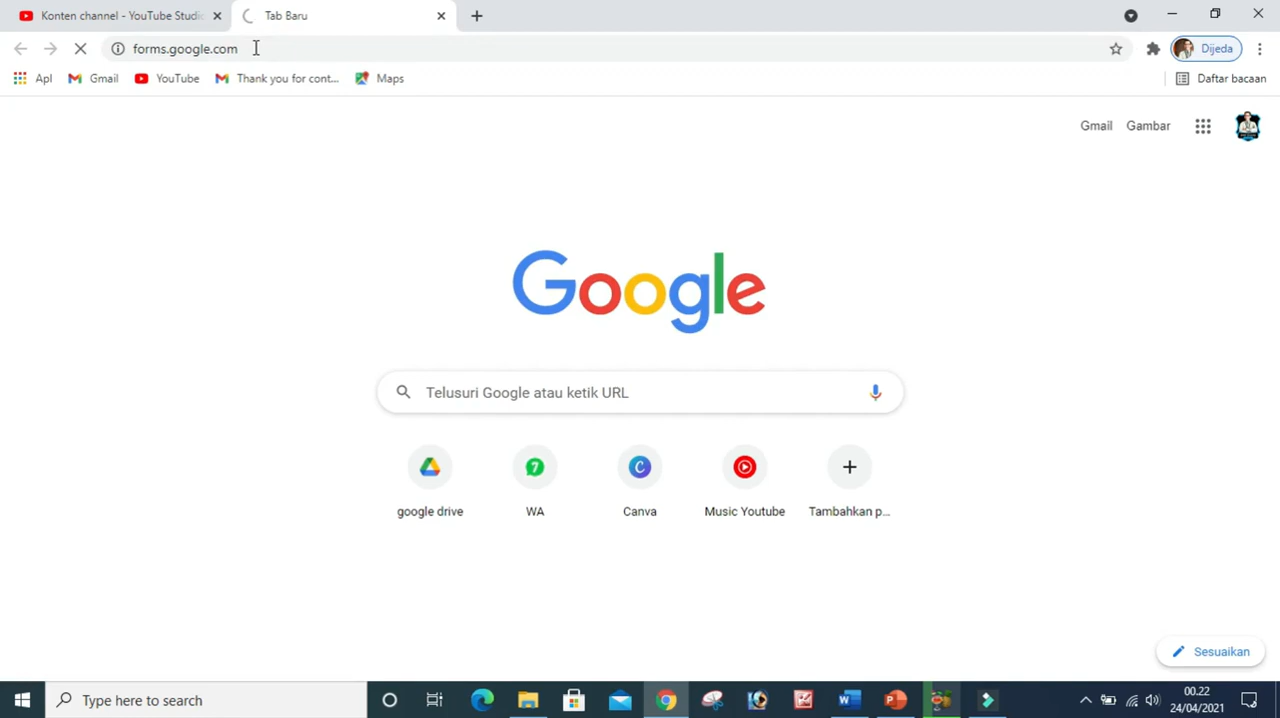 Konten channel - YouTube Studio
Tab Baru
forms.google.com
Dijeda
Apl
Gmail
YouTube
Thank you for cont...
Maps
Daftar bacaan
Gmail
Gambar
Google
Telusuri Google atau ketik URL
google drive
WA
Canva
Music Youtube
Tambahkan p...
Sesuaikan
Type here to search
00.22
24/04/2021